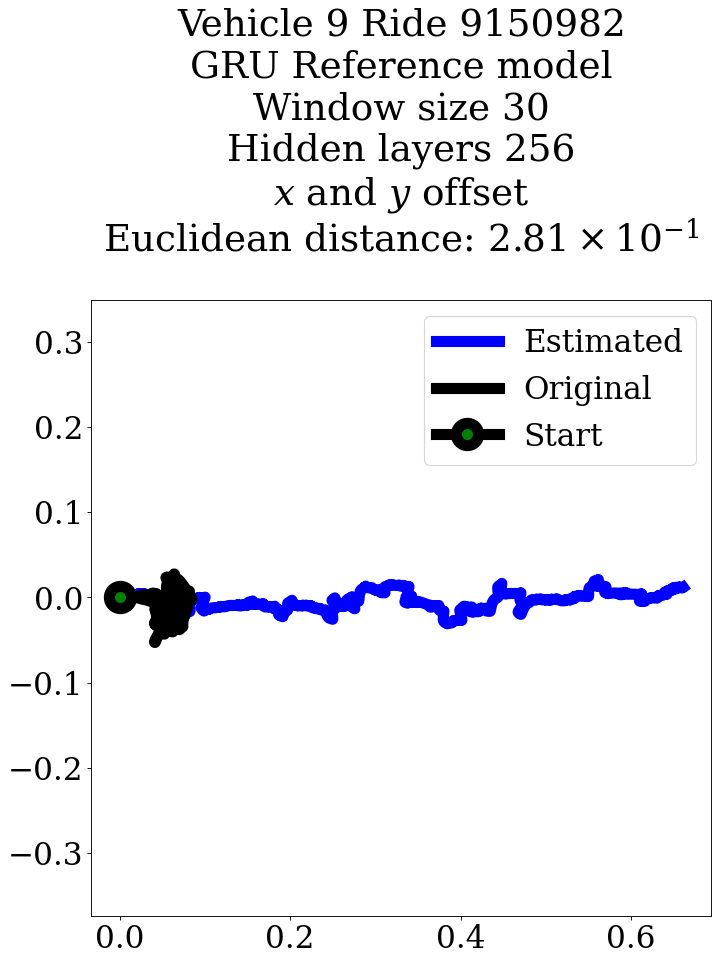 Vehicle 9 Ride 9150982
GRU Reference model
Window size 30
Hidden layers 256
x and y offset
Euclidean distance: 2.81 × 10⁻¹
Estimated
Original
Start
0.3
0.2
0.1
0.0
−0.1
−0.2
−0.3
0.0 0.2 0.4 0.6